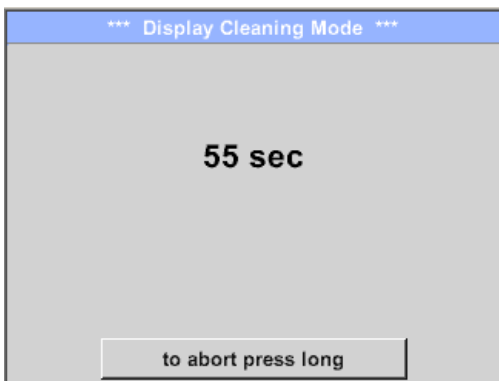 *** Display Cleaning Mode ***
55 sec
to abort press long